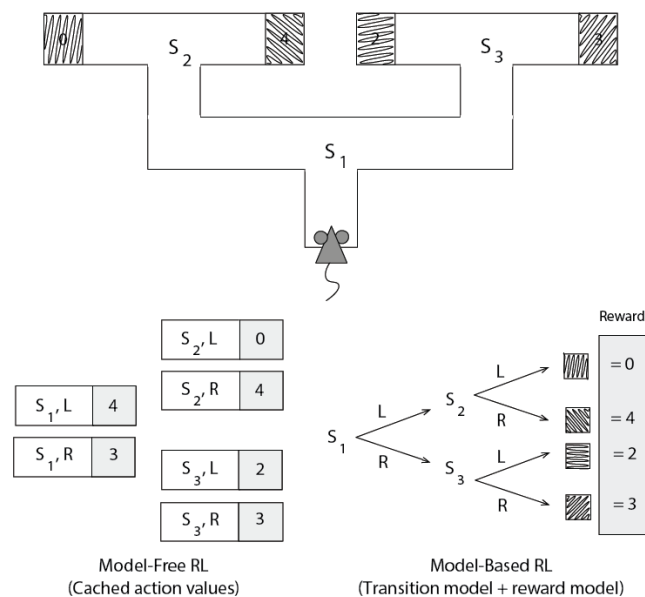 0 S2 4 2 S3 3
S1
Reward
S2, L 0
S2, R 4
S1, L 4
S1, R 3
S3, L 2
S3, R 3
S1
L
R
S2
S3
L
R
L
R
= 0
= 4
= 2
= 3
Model-Free RL
(Cached action values)
Model-Based RL
(Transition model + reward model)